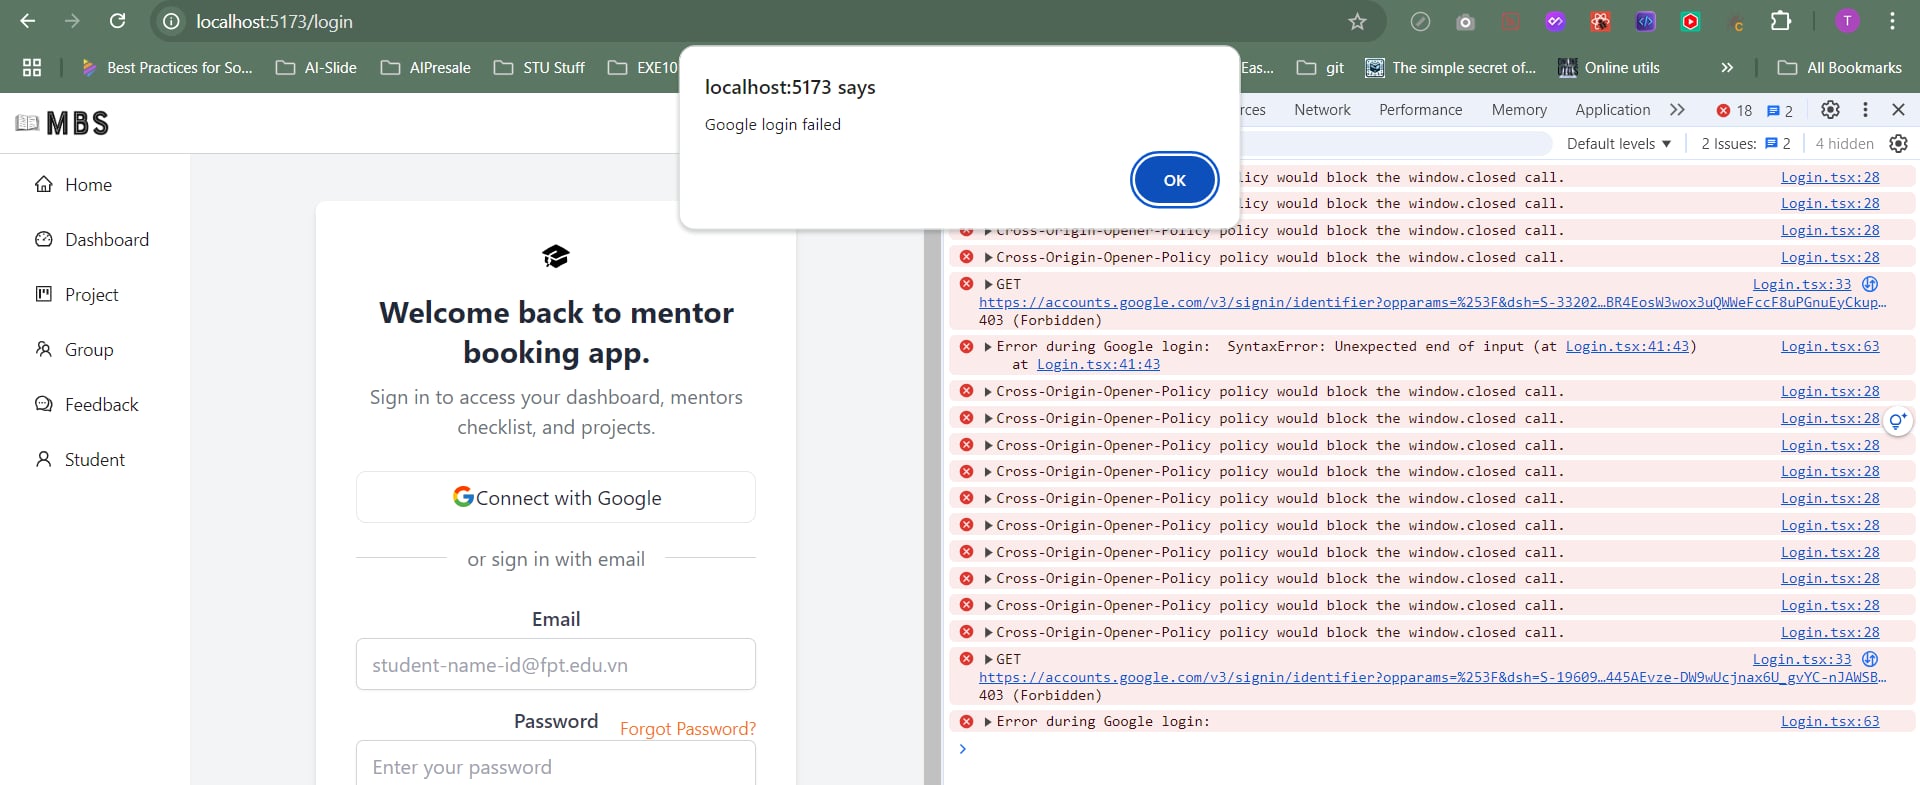 localhost:5173/login
T
Best Practices for So...
AI-Slide
AIPresale
STU Stuff
EXE10
Eas...
git
The simple secret of...
Online utils
»
All Bookmarks
localhost:5173 says
Google login failed
OK
MBS
Home
Dashboard
Project
Group
Feedback
Student
Welcome back to mentor
booking app.
Sign in to access your dashboard, mentors
checklist, and projects.
Connect with Google
or sign in with email
Email
student-name-id@fpt.edu.vn
Password
Forgot Password?
Enter your password
rces
Network
Performance
Memory
Application
18
2
Default levels ▼
2 Issues: 2
4 hidden
licy would block the window.closed call. Login.tsx:28
licy would block the window.closed call. Login.tsx:28
Cross-Origin-Opener-Policy policy would block the window.closed call. Login.tsx:28
Cross-Origin-Opener-Policy policy would block the window.closed call. Login.tsx:28
GET Login.tsx:33
https://accounts.google.com/v3/signin/identifier?opparams=%253F&dsh=S-33202…BR4EosW3wox3uQWWeFccF8uPGnuEyCkup…
403 (Forbidden)
Error during Google login: SyntaxError: Unexpected end of input (at Login.tsx:41:43) Login.tsx:63
at Login.tsx:41:43
Cross-Origin-Opener-Policy policy would block the window.closed call. Login.tsx:28
Cross-Origin-Opener-Policy policy would block the window.closed call. Login.tsx:28
Cross-Origin-Opener-Policy policy would block the window.closed call. Login.tsx:28
Cross-Origin-Opener-Policy policy would block the window.closed call. Login.tsx:28
Cross-Origin-Opener-Policy policy would block the window.closed call. Login.tsx:28
Cross-Origin-Opener-Policy policy would block the window.closed call. Login.tsx:28
Cross-Origin-Opener-Policy policy would block the window.closed call. Login.tsx:28
Cross-Origin-Opener-Policy policy would block the window.closed call. Login.tsx:28
Cross-Origin-Opener-Policy policy would block the window.closed call. Login.tsx:28
Cross-Origin-Opener-Policy policy would block the window.closed call. Login.tsx:28
GET Login.tsx:33
https://accounts.google.com/v3/signin/identifier?opparams=%253F&dsh=S-19609…445AEvze-DW9wUcjnax6U_gvYC-nJAWSB…
403 (Forbidden)
Error during Google login: Login.tsx:63